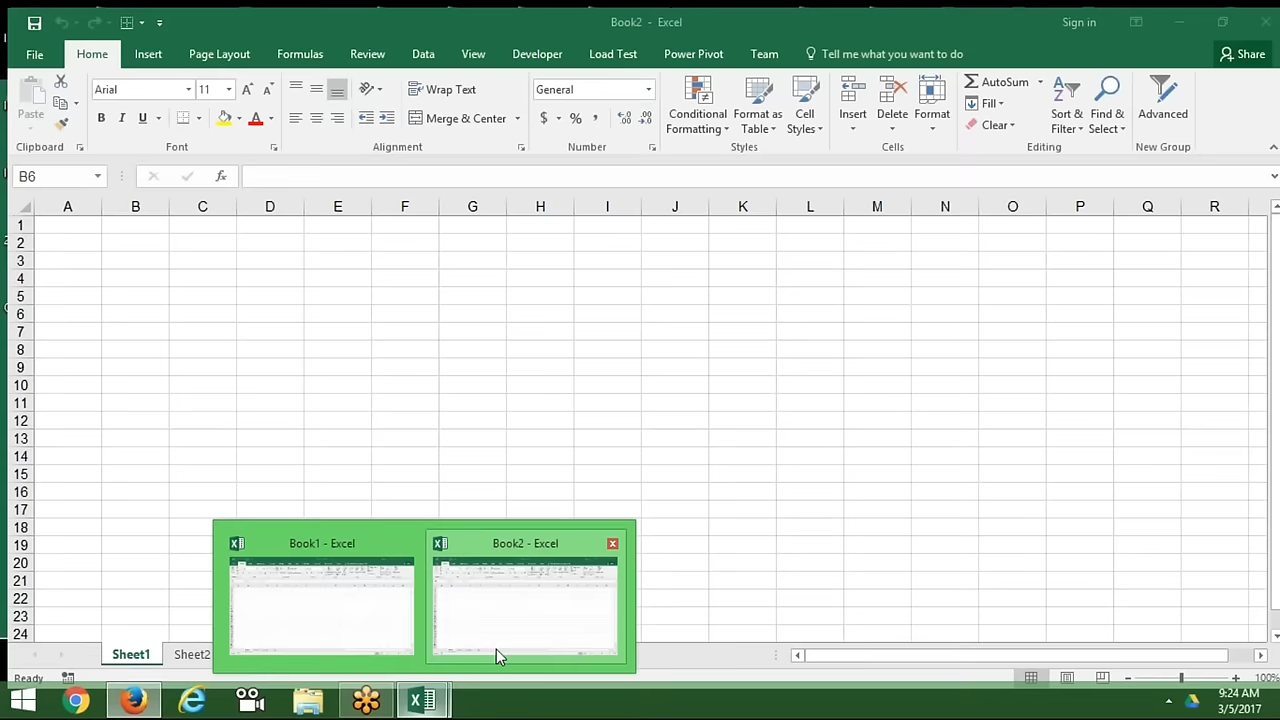 Book2 - Excel
Sign in
File Home Insert Page Layout Formulas Review Data View Developer Load Test Power Pivot Team Tell me what you want to do Share
Arial 11 Wrap Text General AutoSum
Paste B I U Merge & Center $ % , Conditional Formatting Format as Table Cell Styles Insert Delete Format Fill Clear Sort & Filter Find & Select Advanced
Clipboard Font Alignment Number Styles Cells Editing New Group
B6 fx
A B C D E F G H I J K L M N O P Q R
1
2
3
4
5
6
7
8
9
10
11
12
13
14
15
16
17
18
19
20
21
22
23
24
Book1 - Excel Book2 - Excel
Sheet1 Sheet2
Ready 100%
9:24 AM
3/5/2017